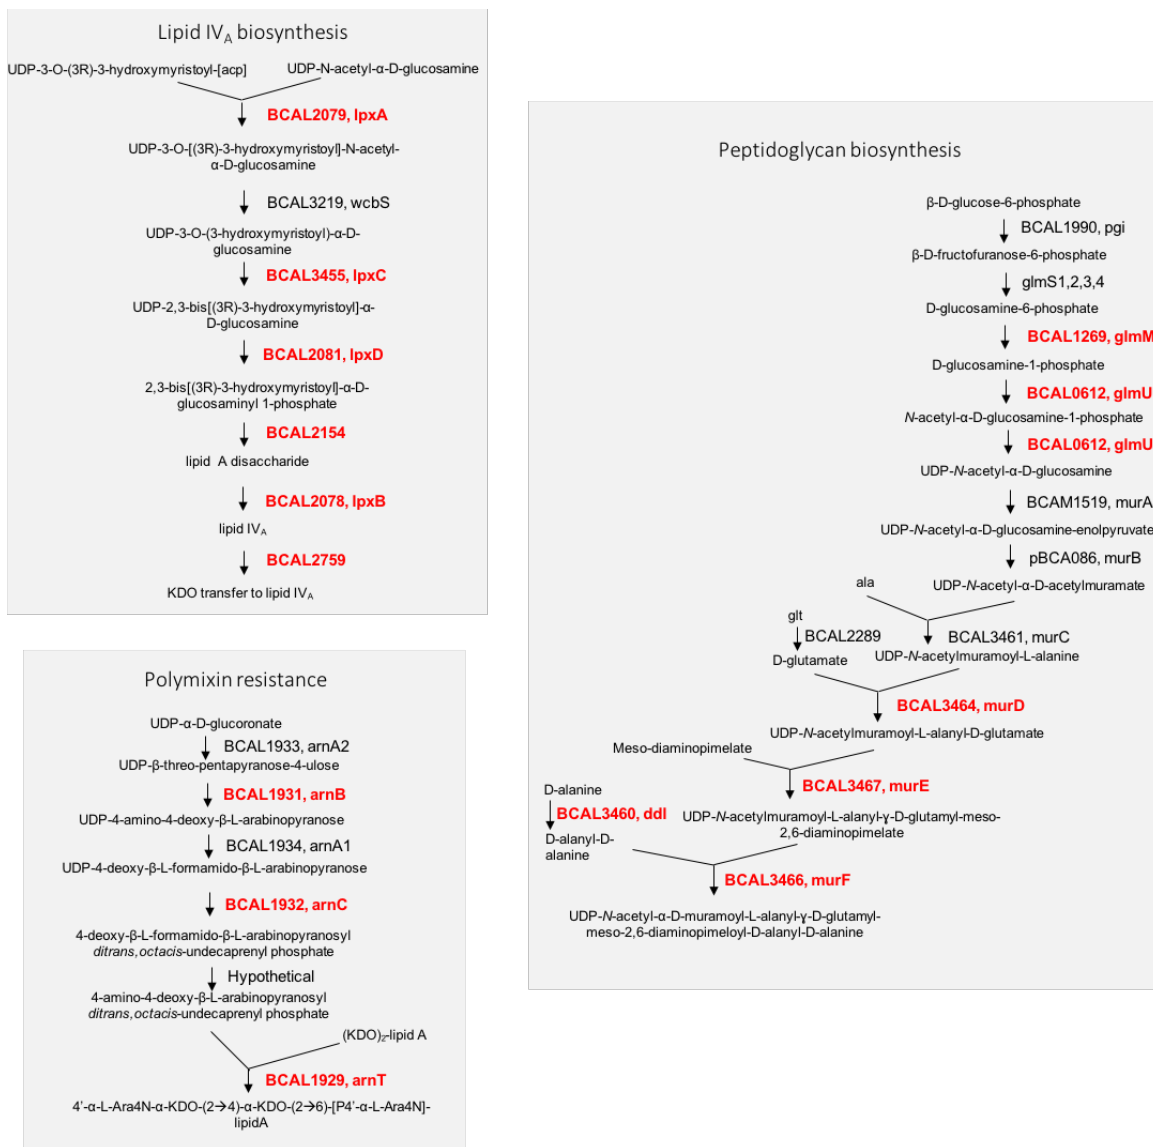 Lipid IVA biosynthesis
UDP-3-O-(3R)-3-hydroxymyristoyl-[acp]
UDP-N-acetyl-α-D-glucosamine
BCAL2079, lpxA
UDP-3-O-[(3R)-3-hydroxymyristoyl]-N-acetyl-
α-D-glucosamine
BCAL3219, wcbS
UDP-3-O-(3-hydroxymyristoyl)-α-D-
glucosamine
BCAL3455, lpxC
UDP-2,3-bis[(3R)-3-hydroxymyristoyl]-α-
D-glucosamine
BCAL2081, lpxD
2,3-bis[(3R)-3-hydroxymyristoyl]-α-D-
glucosaminyl 1-phosphate
BCAL2154
lipid A disaccharide
BCAL2078, lpxB
lipid IVA
BCAL2759
KDO transfer to lipid IVA
Polymixin resistance
UDP-α-D-glucoronate
BCAL1933, arnA2
UDP-β-threo-pentapyranose-4-ulose
BCAL1931, arnB
UDP-4-amino-4-deoxy-β-L-arabinopyranose
BCAL1934, arnA1
UDP-4-deoxy-β-L-formamido-β-L-arabinopyranose
BCAL1932, arnC
4-deoxy-β-L-formamido-β-L-arabinopyranosyl
ditrans,octacis-undecaprenyl phosphate
Hypothetical
4-amino-4-deoxy-β-L-arabinopyranosyl
ditrans,octacis-undecaprenyl phosphate
(KDO)2-lipid A
BCAL1929, arnT
4'-α-L-Ara4N-α-KDO-(2→4)-α-KDO-(2→6)-[P4'-α-L-Ara4N]-
lipidA
Peptidoglycan biosynthesis
β-D-glucose-6-phosphate
BCAL1990, pgi
β-D-fructofuranose-6-phosphate
glmS1,2,3,4
D-glucosamine-6-phosphate
BCAL1269, glmM
D-glucosamine-1-phosphate
BCAL0612, glmU
N-acetyl-α-D-glucosamine-1-phosphate
BCAL0612, glmU
UDP-N-acetyl-α-D-glucosamine
BCAM1519, murA
UDP-N-acetyl-α-D-glucosamine-enolpyruvate
pBCA086, murB
ala
UDP-N-acetyl-α-D-acetylmuramate
glt
BCAL2289
BCAL3461, murC
D-glutamate
UDP-N-acetylmuramoyl-L-alanine
BCAL3464, murD
UDP-N-acetylmuramoyl-L-alanyl-D-glutamate
Meso-diaminopimelate
BCAL3467, murE
D-alanine
BCAL3460, ddl
UDP-N-acetylmuramoyl-L-alanyl-γ-D-glutamyl-meso-
2,6-diaminopimelate
D-alanyl-D-
alanine
BCAL3466, murF
UDP-N-acetyl-α-D-muramoyl-L-alanyl-γ-D-glutamyl-
meso-2,6-diaminopimeloyl-D-alanyl-D-alanine